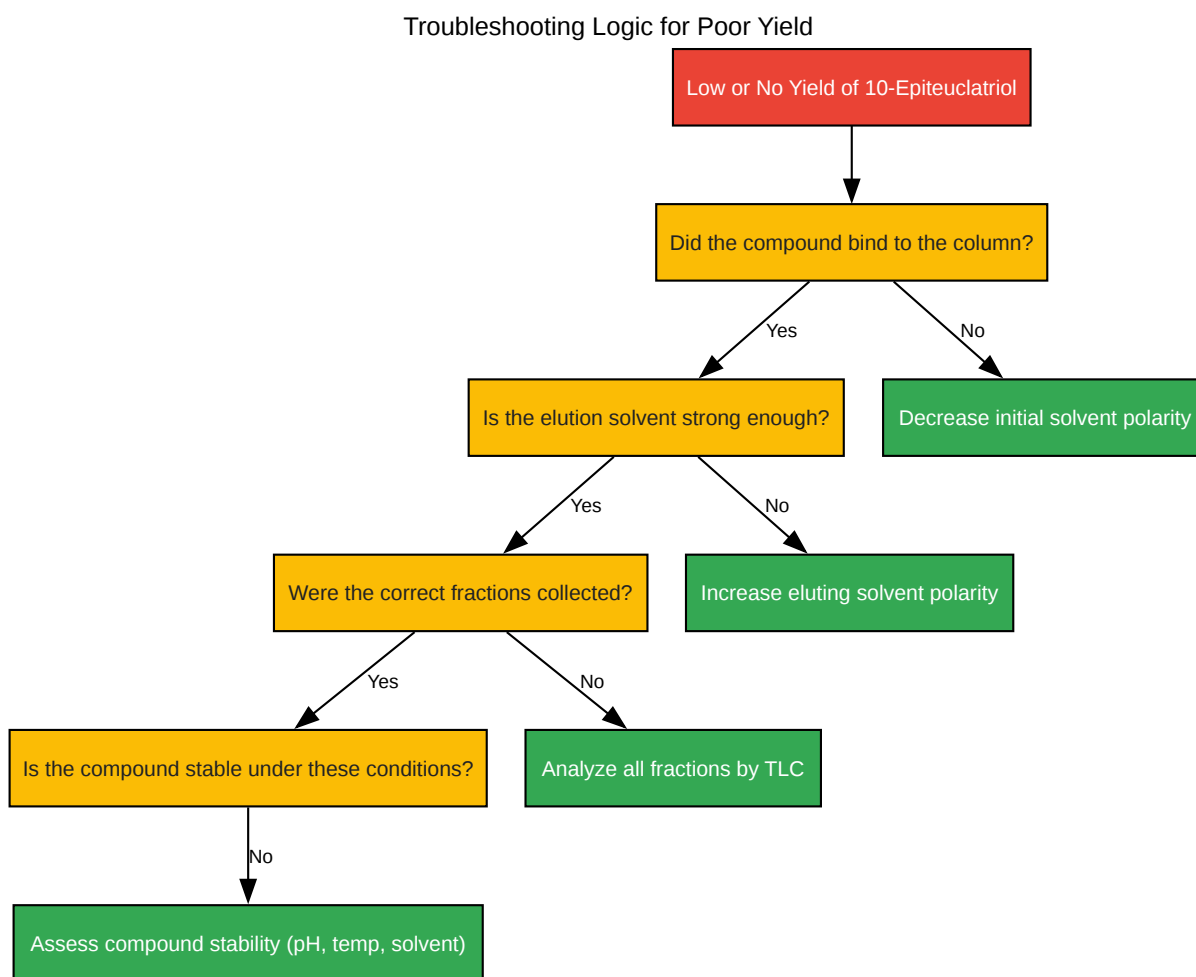 Troubleshooting Logic for Poor Yield
Low or No Yield of 10-Epiteuclatriol
Did the compound bind to the column?
Yes
No
Is the elution solvent strong enough?
Decrease initial solvent polarity
Yes
No
Were the correct fractions collected?
Increase eluting solvent polarity
Yes
No
Is the compound stable under these conditions?
Analyze all fractions by TLC
No
Assess compound stability (pH, temp, solvent)